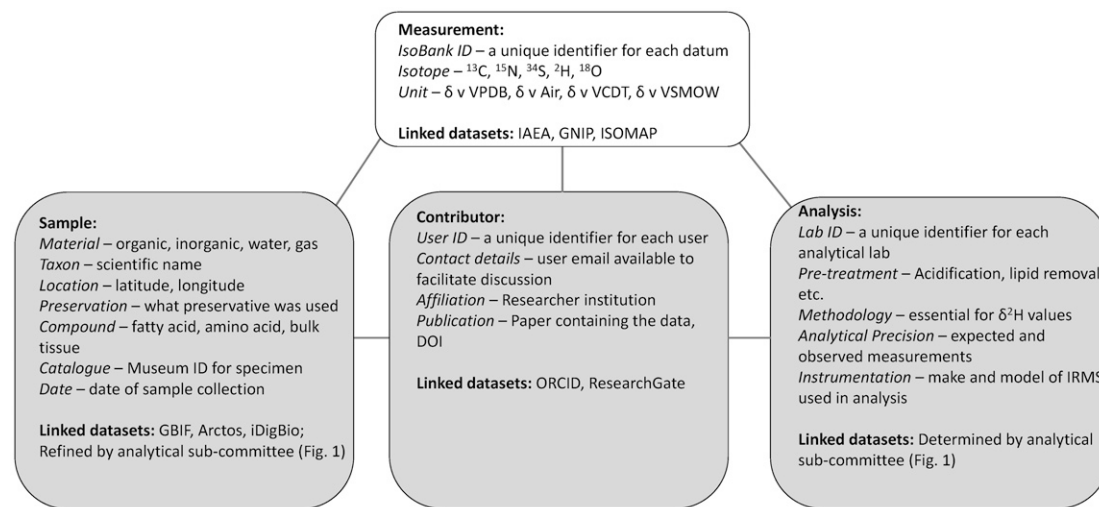 Measurement:
IsoBank ID – a unique identifier for each datum
Isotope – ¹³C, ¹⁵N, ³⁴S, ²H, ¹⁸O
Unit – δ v VPDB, δ v Air, δ v VCDT, δ v VSMOW
Linked datasets: IAEA, GNIP, ISOMAP
Sample:
Material – organic, inorganic, water, gas
Taxon – scientific name
Location – latitude, longitude
Preservation – what preservative was used
Compound – fatty acid, amino acid, bulk
tissue
Catalogue – Museum ID for specimen
Date – date of sample collection
Linked datasets: GBIF, Arctos, iDigBio;
Refined by analytical sub-committee (Fig. 1)
Contributor:
User ID – a unique identifier for each user
Contact details – user email available to
facilitate discussion
Affiliation – Researcher institution
Publication – Paper containing the data,
DOI
Linked datasets: ORCID, ResearchGate
Analysis:
Lab ID – a unique identifier for each
analytical lab
Pre-treatment – Acidification, lipid removal
etc.
Methodology – essential for δ²H values
Analytical Precision – expected and
observed measurements
Instrumentation – make and model of IRMS
used in analysis
Linked datasets: Determined by analytical
sub-committee (Fig. 1)